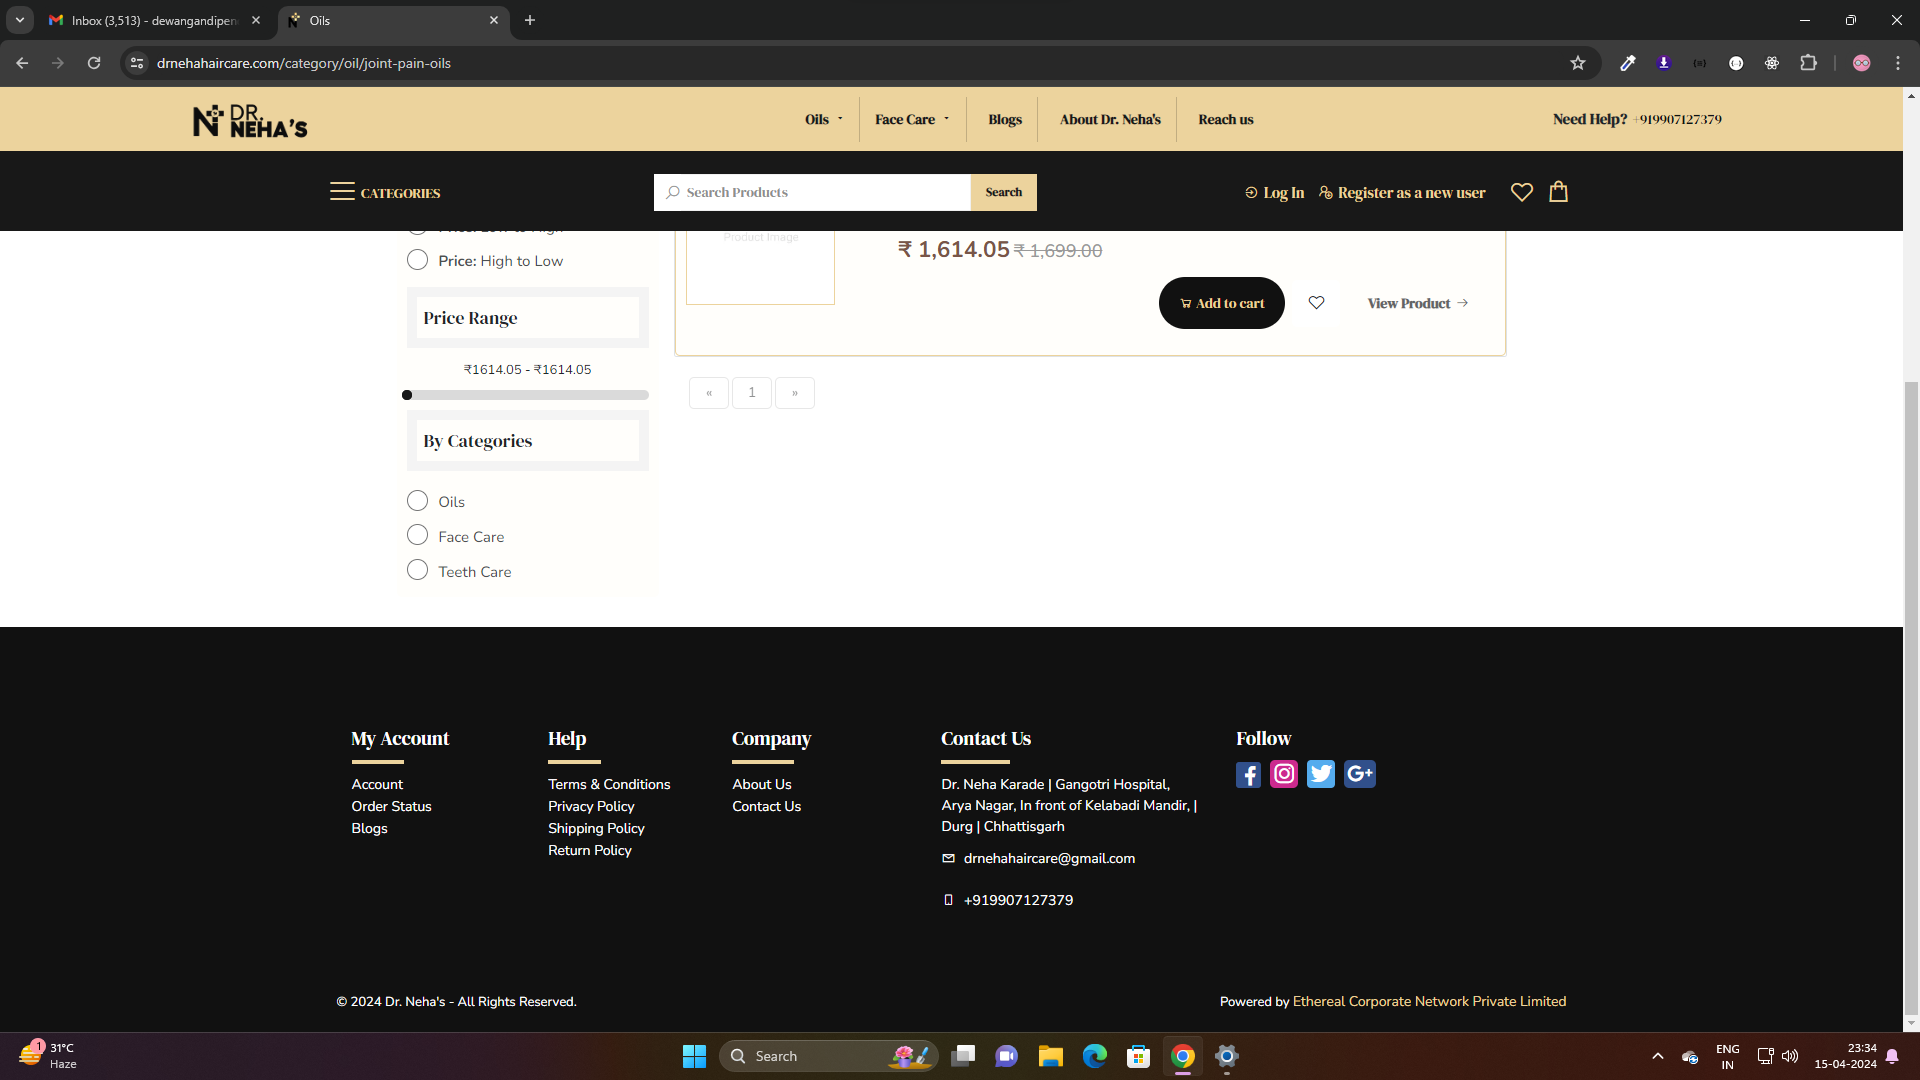 Inbox (3,513) - dewangandipen
Oils
drnehahaircare.com/category/oil/joint-pain-oils
DR. NEHA'S
Oils
Face Care
Blogs
About Dr. Neha's
Reach us
Need Help? +919907127379
CATEGORIES
Search Products
Search
Log In
Register as a new user
Price: Low to High
Price: High to Low
Product Image
₹ 1,614.05 ₹ 1,699.00
Add to cart
View Product
Price Range
₹1614.05 - ₹1614.05
« 1 »
By Categories
Oils
Face Care
Teeth Care
My Account
Account
Order Status
Blogs
Help
Terms & Conditions
Privacy Policy
Shipping Policy
Return Policy
Company
About Us
Contact Us
Contact Us
Dr. Neha Karade | Gangotri Hospital,
Arya Nagar, In front of Kelabadi Mandir, |
Durg | Chhattisgarh
drnehahaircare@gmail.com
+919907127379
Follow
G+
© 2024 Dr. Neha's - All Rights Reserved.
Powered by Ethereal Corporate Network Private Limited
1
31°C
Haze
Search
ENG
IN
23:34
15-04-2024